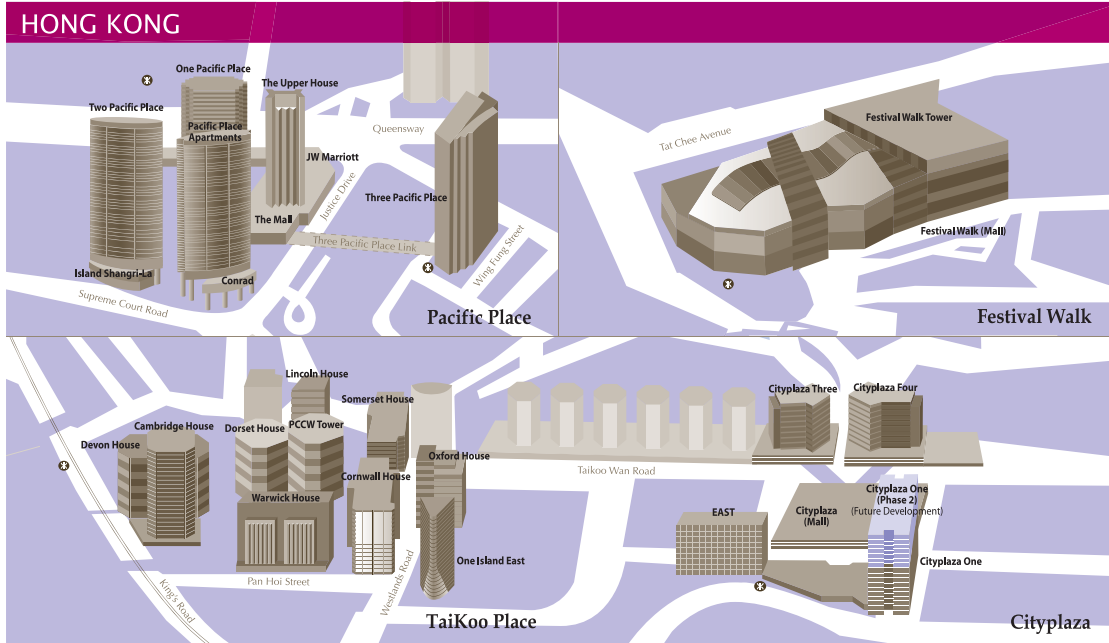 HONG KONG
One Pacific Place
The Upper House
Two Pacific Place
Pacific Place
Apartments
Queensway
JW Marriott
Justice Drive
Three Pacific Place
The Mall
Three Pacific Place Link
Wing Fung Street
Island Shangri-La
Conrad
Supreme Court Road
Pacific Place
Festival Walk Tower
Tat Chee Avenue
Festival Walk (Mall)
Festival Walk
Lincoln House
Somerset House
Cambridge House
Dorset House
PCCW Tower
Devon House
Oxford House
Cornwall House
Warwick House
One Island East
Pan Hoi Street
King's Road
Westlands Road
TaiKoo Place
Cityplaza Three
Cityplaza Four
Taikoo Wan Road
Cityplaza One
(Phase 2)
(Future Development)
EAST
Cityplaza
(Mall)
Cityplaza One
Cityplaza